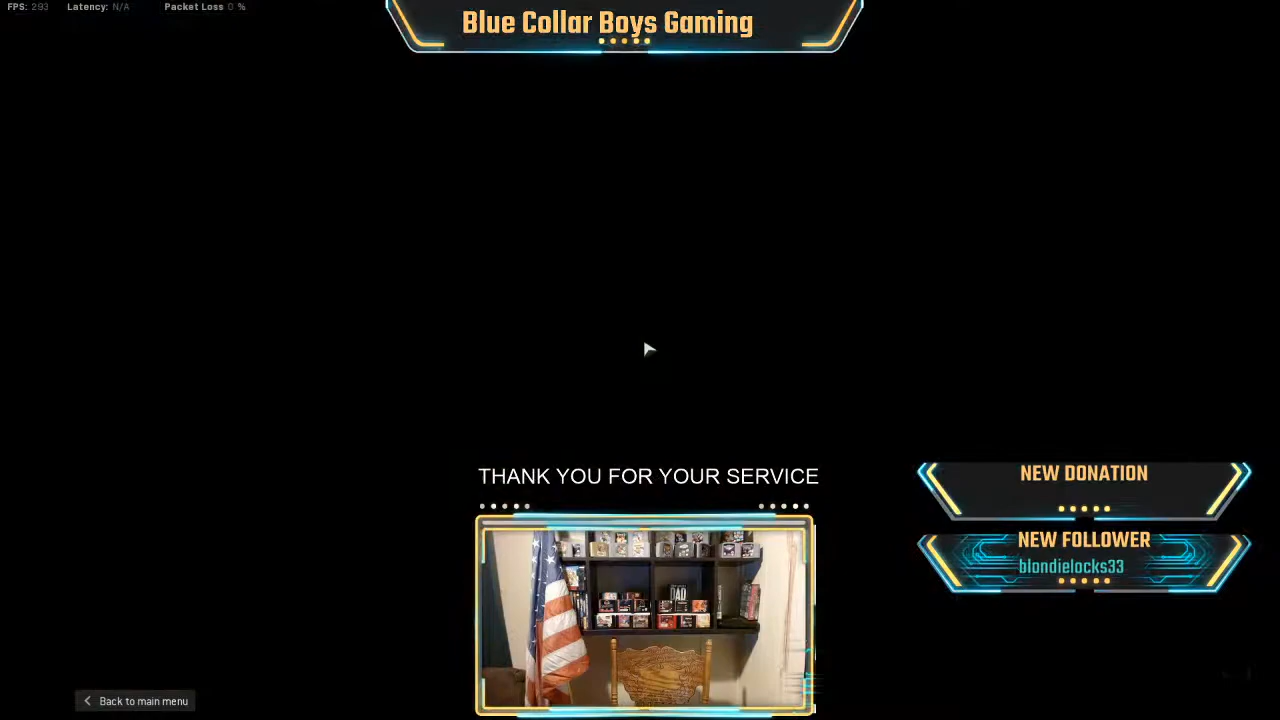 FPS: 293 Latency: N/A Packet Loss 0 %
Blue Collar Boys Gaming
THANK YOU FOR YOUR SERVICE
NEW DONATION
NEW FOLLOWER
blondielocks33
DAD
Back to main menu